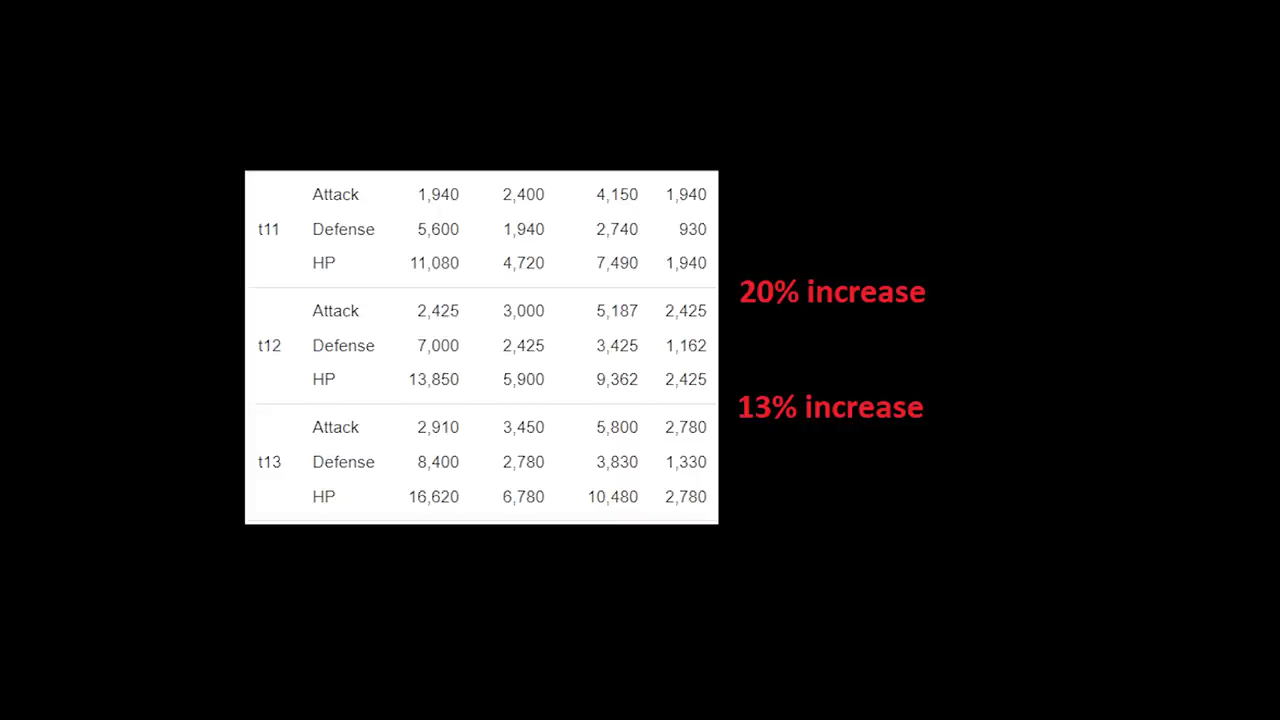 Attack 1,940 2,400 4,150 1,940
t11 Defense 5,600 1,940 2,740 930
HP 11,080 4,720 7,490 1,940
20% increase
Attack 2,425 3,000 5,187 2,425
t12 Defense 7,000 2,425 3,425 1,162
HP 13,850 5,900 9,362 2,425
13% increase
Attack 2,910 3,450 5,800 2,780
t13 Defense 8,400 2,780 3,830 1,330
HP 16,620 6,780 10,480 2,780